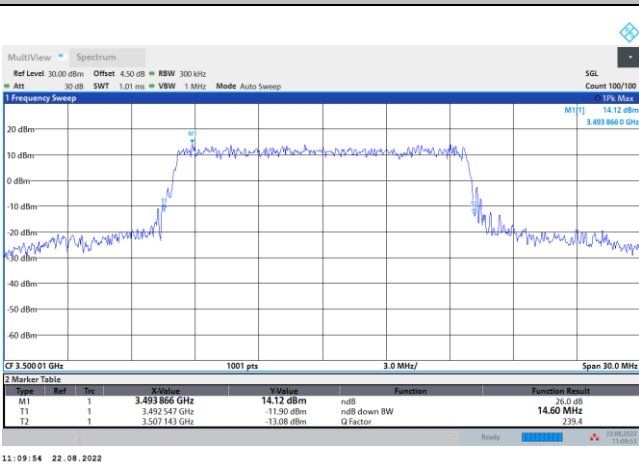 MultiView Spectrum
Ref Level 30.00 dBm Offset 4.50 dB RBW 300 kHz SGL
Att 30 dB SWT 1.01 ms VBW 1 MHz Mode Auto Sweep Count 100/100
1 Frequency Sweep 1Pk Max
M1[1] 14.12 dBm
3.493 866 0 GHz
M1
20 dBm
10 dBm
0 dBm
-10 dBm
-20 dBm
-30 dBm
-40 dBm
-50 dBm
-60 dBm
CF 3.500 01 GHz 1001 pts 3.0 MHz/ Span 30.0 MHz
2 Marker Table
Type Ref Trc X-Value Y-Value Function Function Result
M1 1 3.493 866 GHz 14.12 dBm ndB 26.0 dB
T1 1 3.492 547 GHz -11.90 dBm ndB down BW 14.60 MHz
T2 1 3.507 143 GHz -13.08 dBm Q Factor 239.4
Ready 22.08.2022
11:09:53
11:09:54 22.08.2022